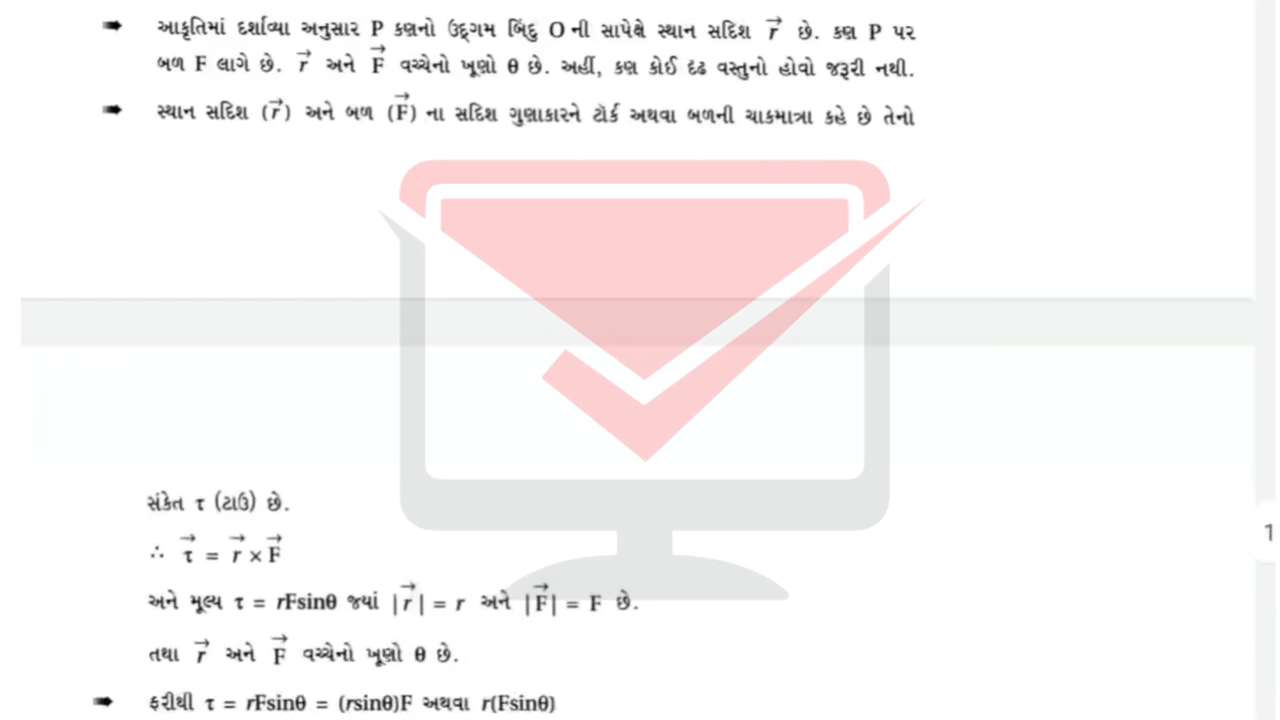 ➡ આકૃતિમાં દર્શાવ્યા અનુસાર P કણનો ઉદ્ગમ બિંદુ O ની સાપેક્ષે સ્થાન સદિશ r⃗ છે. કણ P પર
બળ F લાગે છે. r⃗ અને F⃗ વચ્ચેનો ખૂણો θ છે. અહીં, કણ કોઈ દૃઢ વસ્તુનો હોવો જરૂરી નથી.
➡ સ્થાન સદિશ (r⃗) અને બળ (F⃗) ના સદિશ ગુણાકારને ટૉર્ક અથવા બળની ચાકમાત્રા કહે છે તેનો
સંકેત τ (ટાઉ) છે.
∴ τ⃗ = r⃗ × F⃗
અને મૂલ્ય τ = rFsinθ જ્યાં |r⃗| = r અને |F⃗| = F છે.
તથા r⃗ અને F⃗ વચ્ચેનો ખૂણો θ છે.
➡ ફરીથી τ = rFsinθ = (rsinθ)F અથવા r(Fsinθ)
1